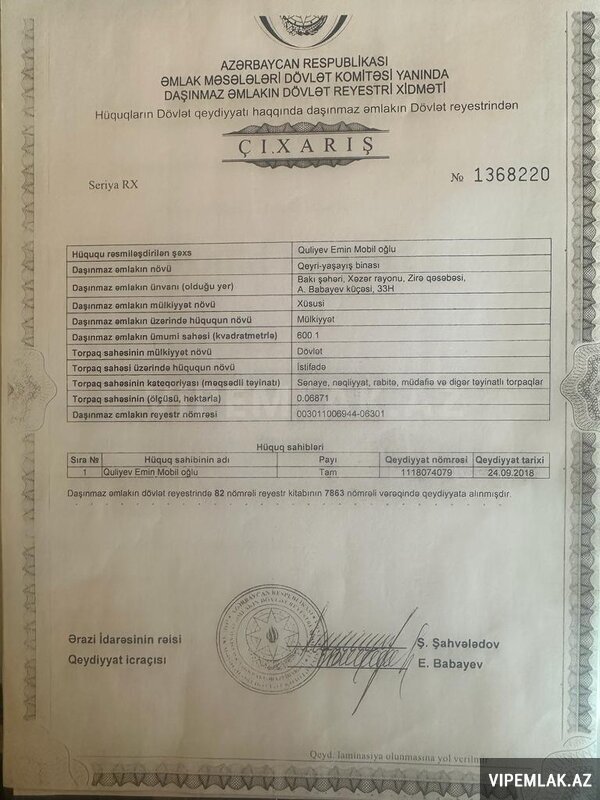 AZƏRBAYCAN RESPUBLİKASI
ƏMLAK MƏSƏLƏLƏRİ DÖVLƏT KOMİTƏSİ YANINDA
DAŞINMAZ ƏMLAKIN DÖVLƏT REYESTRİ XİDMƏTİ
Hüquqların Dövlət qeydiyyatı haqqında daşınmaz əmlakın Dövlət reyestrindən
ÇIXARIŞ
Seriya RX № 1368220
Hüququ rəsmiləşdirilən şəxs Quliyev Emin Mobil oğlu
Daşınmaz əmlakın növü Qeyri-yaşayış binası
Daşınmaz əmlakın ünvanı (olduğu yer) Bakı şəhəri, Xəzər rayonu, Zirə qəsəbəsi,
A. Babayev küçəsi, 33H
Daşınmaz əmlakın mülkiyyət növü Xüsusi
Daşınmaz əmlakın üzərində hüququn növü Mülkiyyət
Daşınmaz əmlakın ümumi sahəsi (kvadratmetrlə) 600.1
Torpaq sahəsinin mülkiyyət növü Dövlət
Torpaq sahəsi üzərində hüququn növü İstifadə
Torpaq sahəsinin kateqoriyası (məqsədli təyinatı) Sənaye, nəqliyyat, rabitə, müdafiə və digər təyinatlı torpaqlar
Torpaq sahəsinin (ölçüsü, hektarla) 0.06871
Daşınmaz əmlakın reyestr nömrəsi 003011006944-06301
Hüquq sahibləri
Sıra № Hüquq sahibinin adı Payı Qeydiyyat nömrəsi Qeydiyyat tarixi
1 Quliyev Emin Mobil oğlu Tam 1118074079 24.09.2018
Daşınmaz əmlakın dövlət reyestrində 82 nömrəli reyestr kitabının 7863 nömrəli vərəqində qeydiyyata alınmışdır.
Ərazi İdarəsinin rəisi Ş. Şahvələdov
Qeydiyyat icraçısı E. Babayev
Qeyd. laminasiya olunmasına yol
VIPEMLAK.AZ